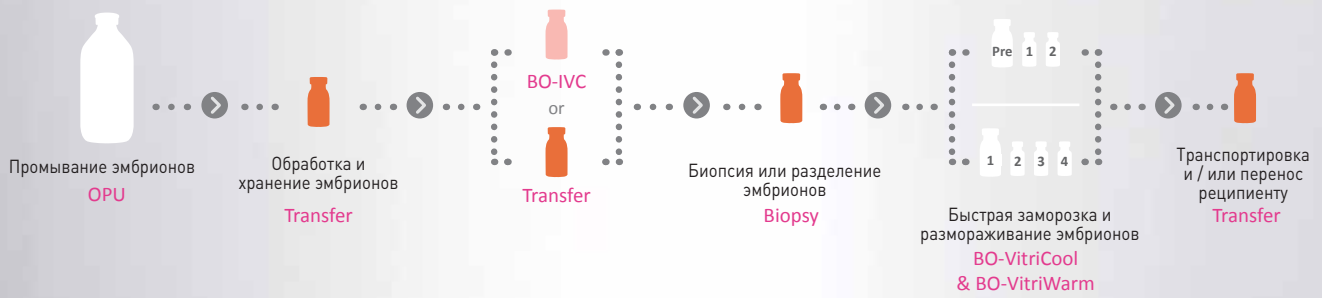 Промывание эмбрионов
OPU
Обработка и
хранение эмбрионов
Transfer
BO-IVC
or
Transfer
Биопсия или разделение
эмбрионов
Biopsy
Pre 1 2
1 2 3 4
Быстрая заморозка и
размораживание эмбрионов
BO-VitriCool
& BO-VitriWarm
Транспортировка
и / или перенос
реципиенту
Transfer